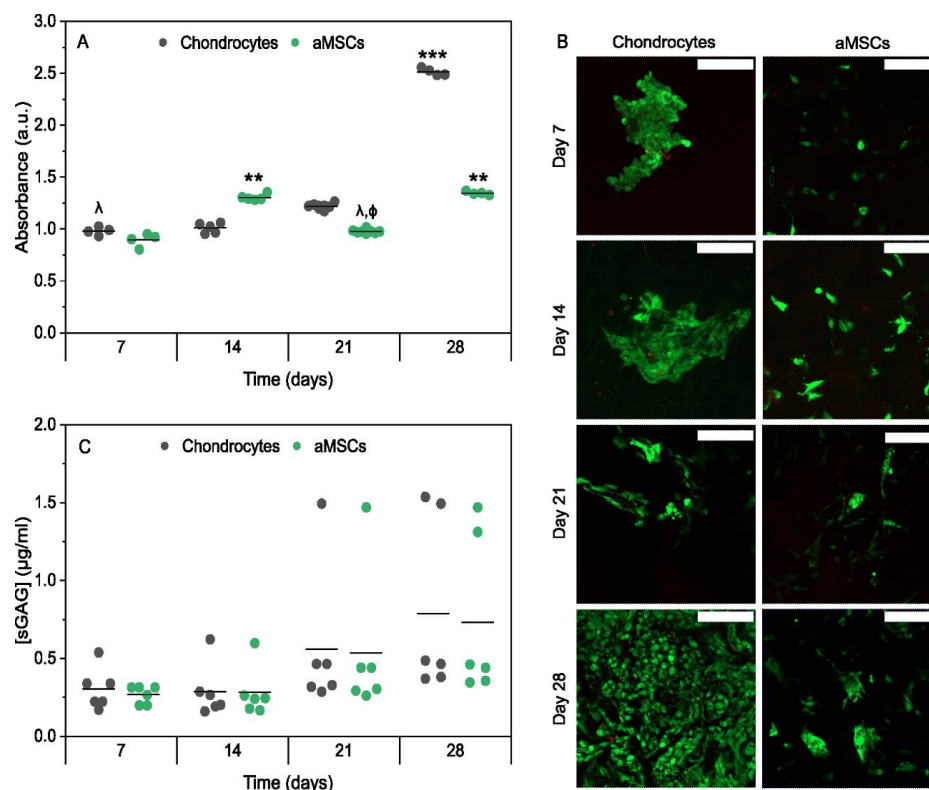 A
Chondrocytes
aMSCs
Absorbance (a.u.)
3.0
2.5
2.0
1.5
1.0
0.5
0.0
λ
**
λ,ϕ
***
**
7
14
21
28
Time (days)
B
Chondrocytes
aMSCs
Day 7
Day 14
Day 21
Day 28
C
Chondrocytes
aMSCs
[sGAG] (µg/ml)
2.0
1.5
1.0
0.5
0.0
7
14
21
28
Time (days)